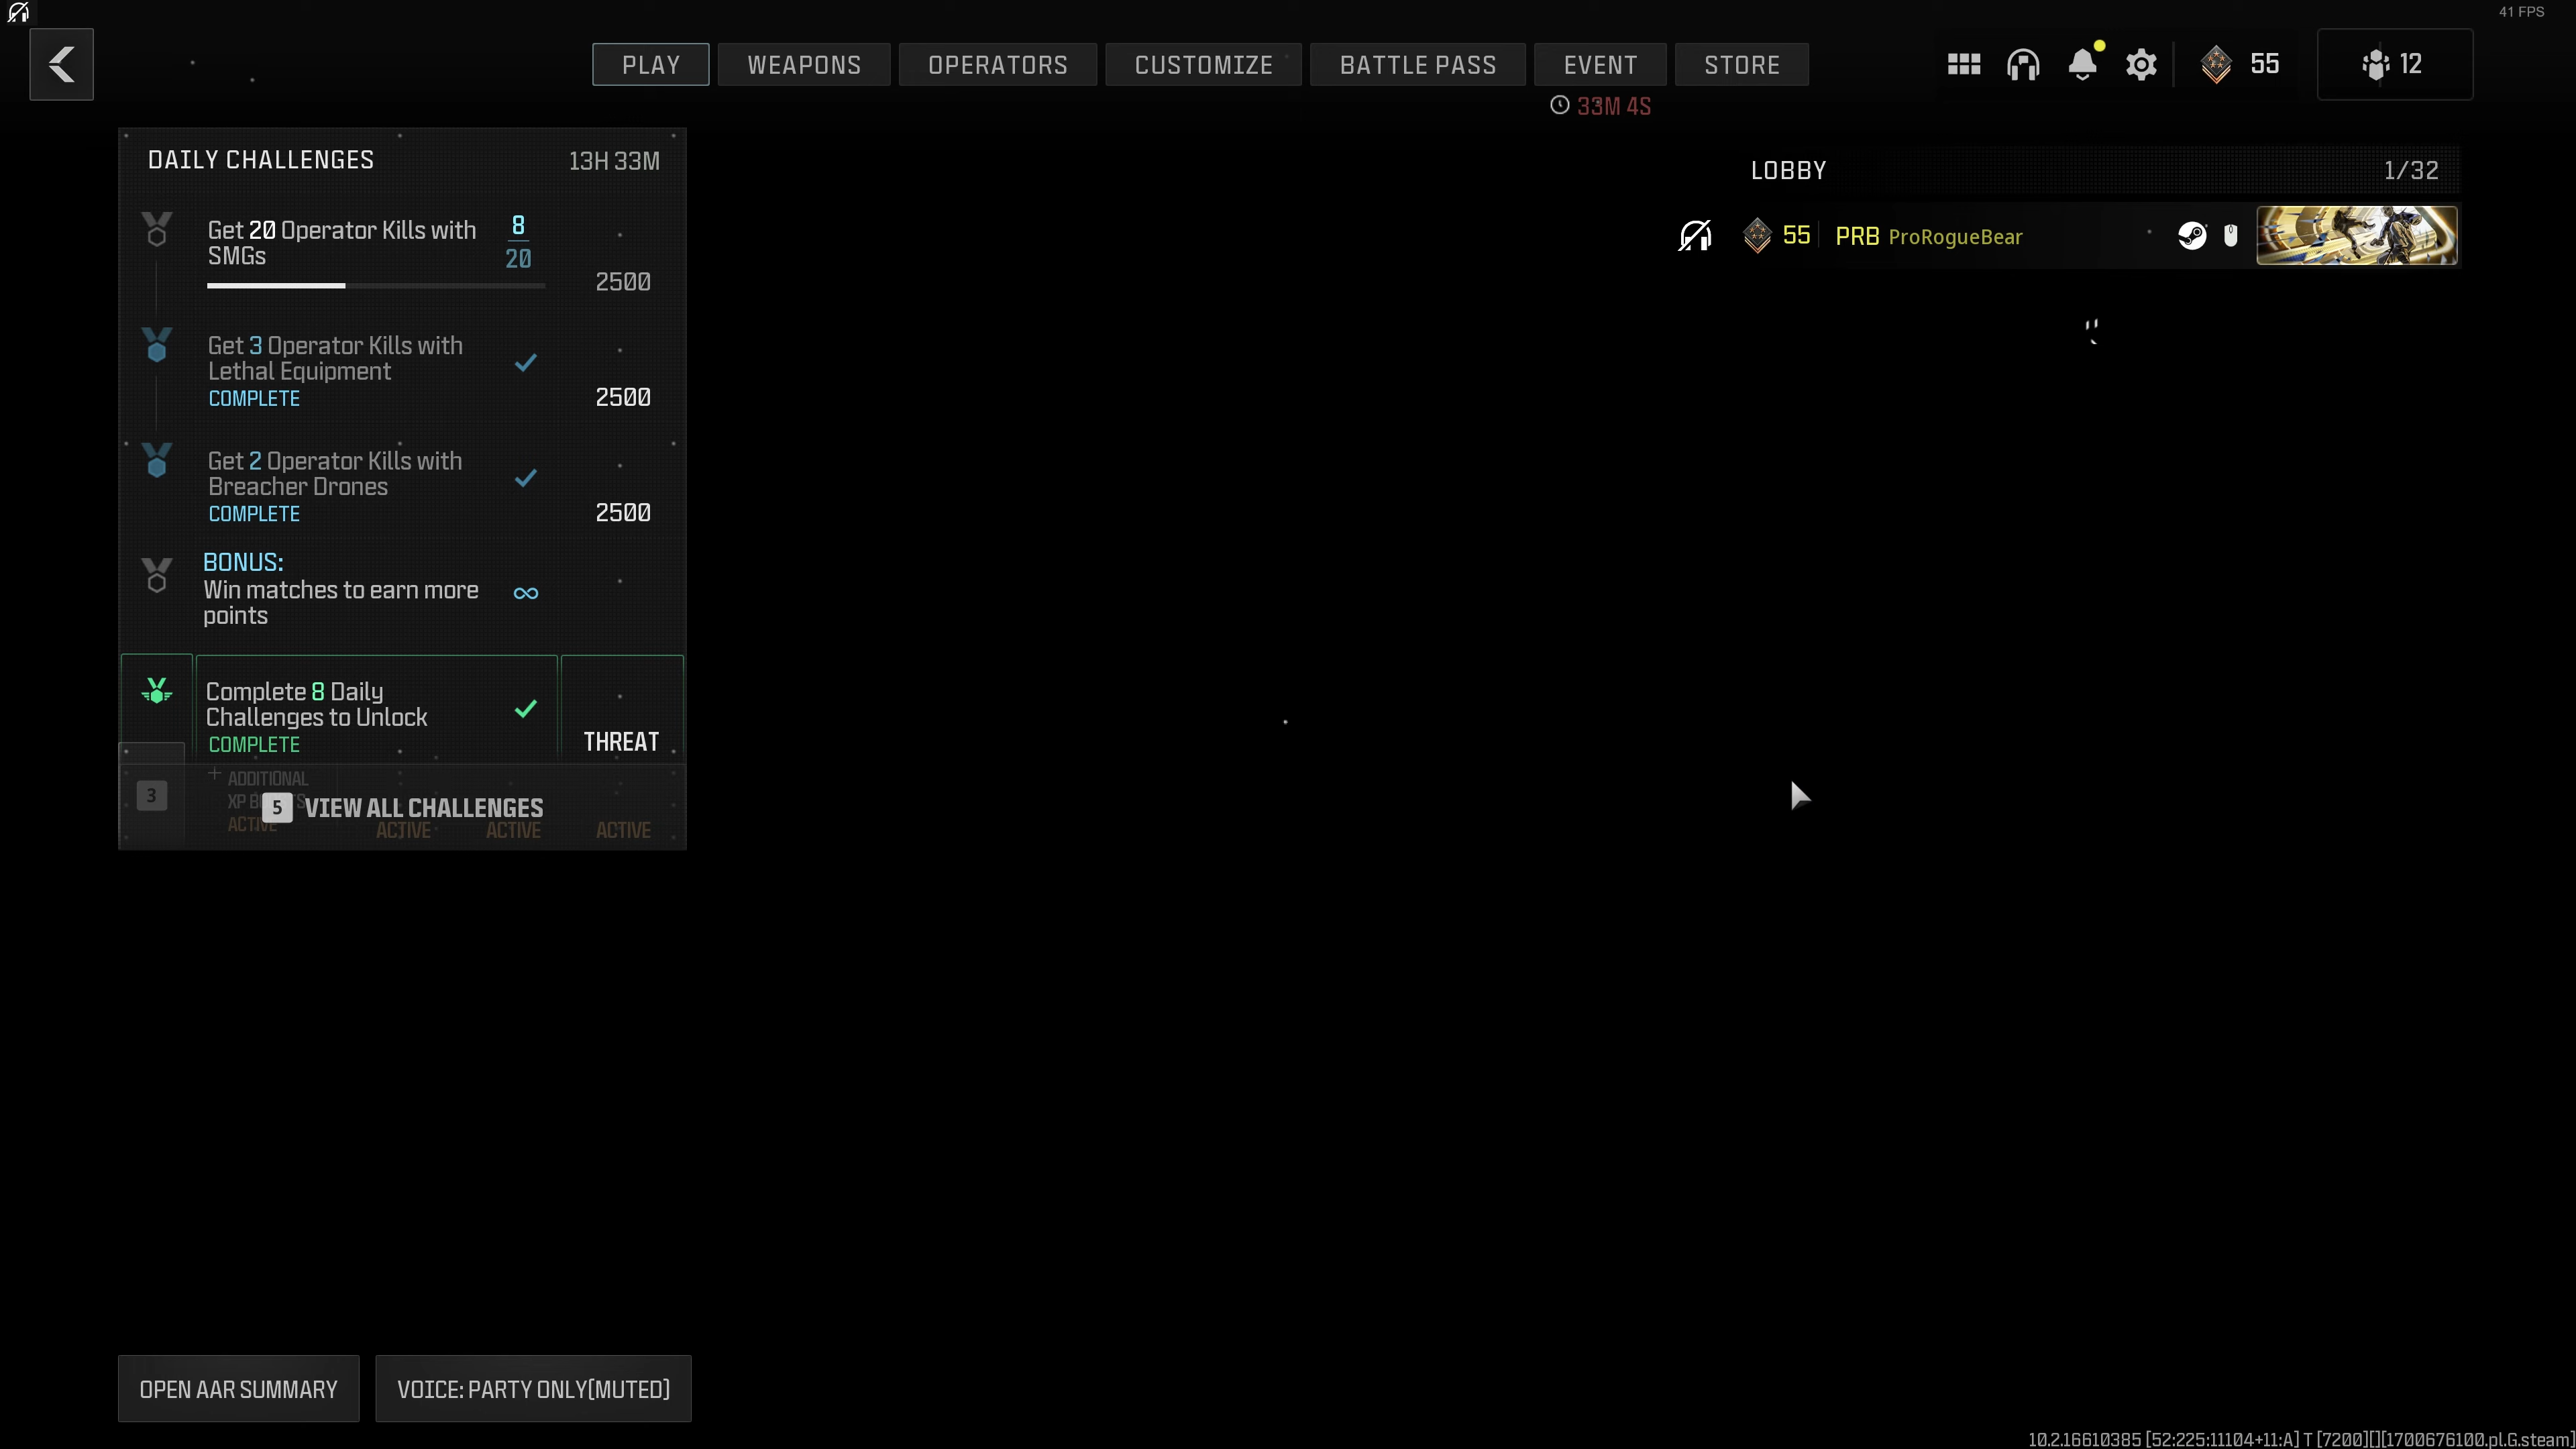 41 FPS
PLAY WEAPONS OPERATORS CUSTOMIZE BATTLE PASS EVENT STORE 55 12
33M 4S
DAILY CHALLENGES 13H 33M
Get 20 Operator Kills with
SMGs
8
20
2500
Get 3 Operator Kills with
Lethal Equipment
COMPLETE
2500
Get 2 Operator Kills with
Breacher Drones
COMPLETE
2500
BONUS:
Win matches to earn more
points
Complete 8 Daily
Challenges to Unlock
COMPLETE
THREAT
3
ADDITIONAL
XP
ACTIVE
ACTIVE ACTIVE ACTIVE
5 VIEW ALL CHALLENGES
LOBBY 1/32
55 PRB ProRogueBear
OPEN AAR SUMMARY VOICE: PARTY ONLY[MUTED]
10.2.16610385 [52:225:11104+11:A] T [7200][][1700676100.pl.G.steam]